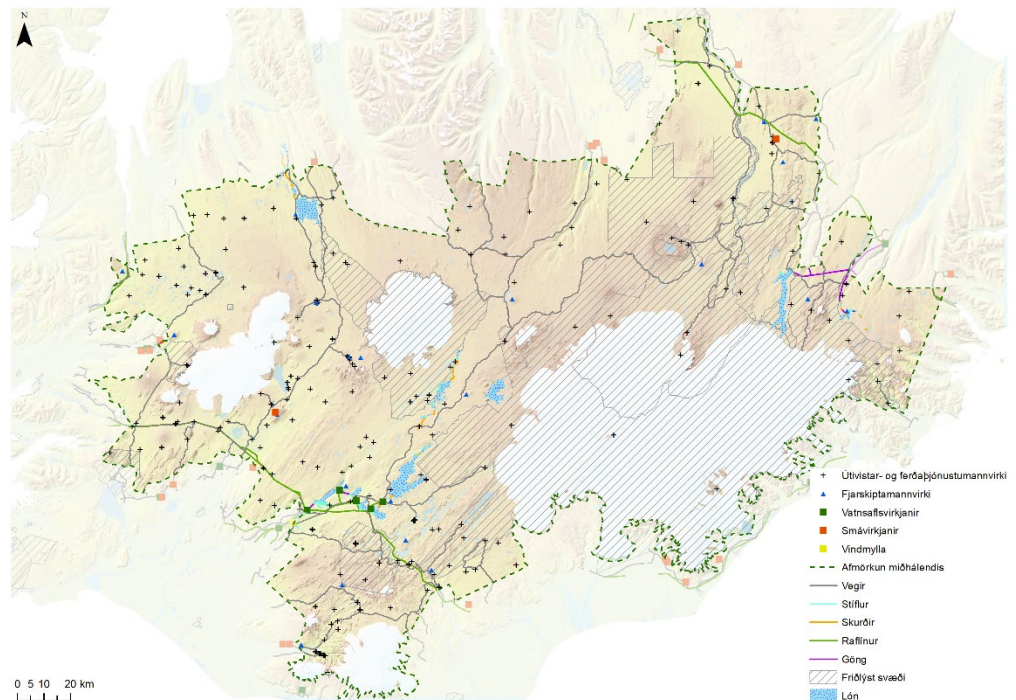 N
Útivistar- og ferðaþjónustumannvirki
Fjarskiptamannvirki
Vatnsaflsvirkjanir
Smávirkjanir
Vindmylla
Afmörkun miðhálendis
Vegir
Stíflur
Skurðir
Raflínur
Göng
Friðlýst svæði
Lón
0 5 10 20 km